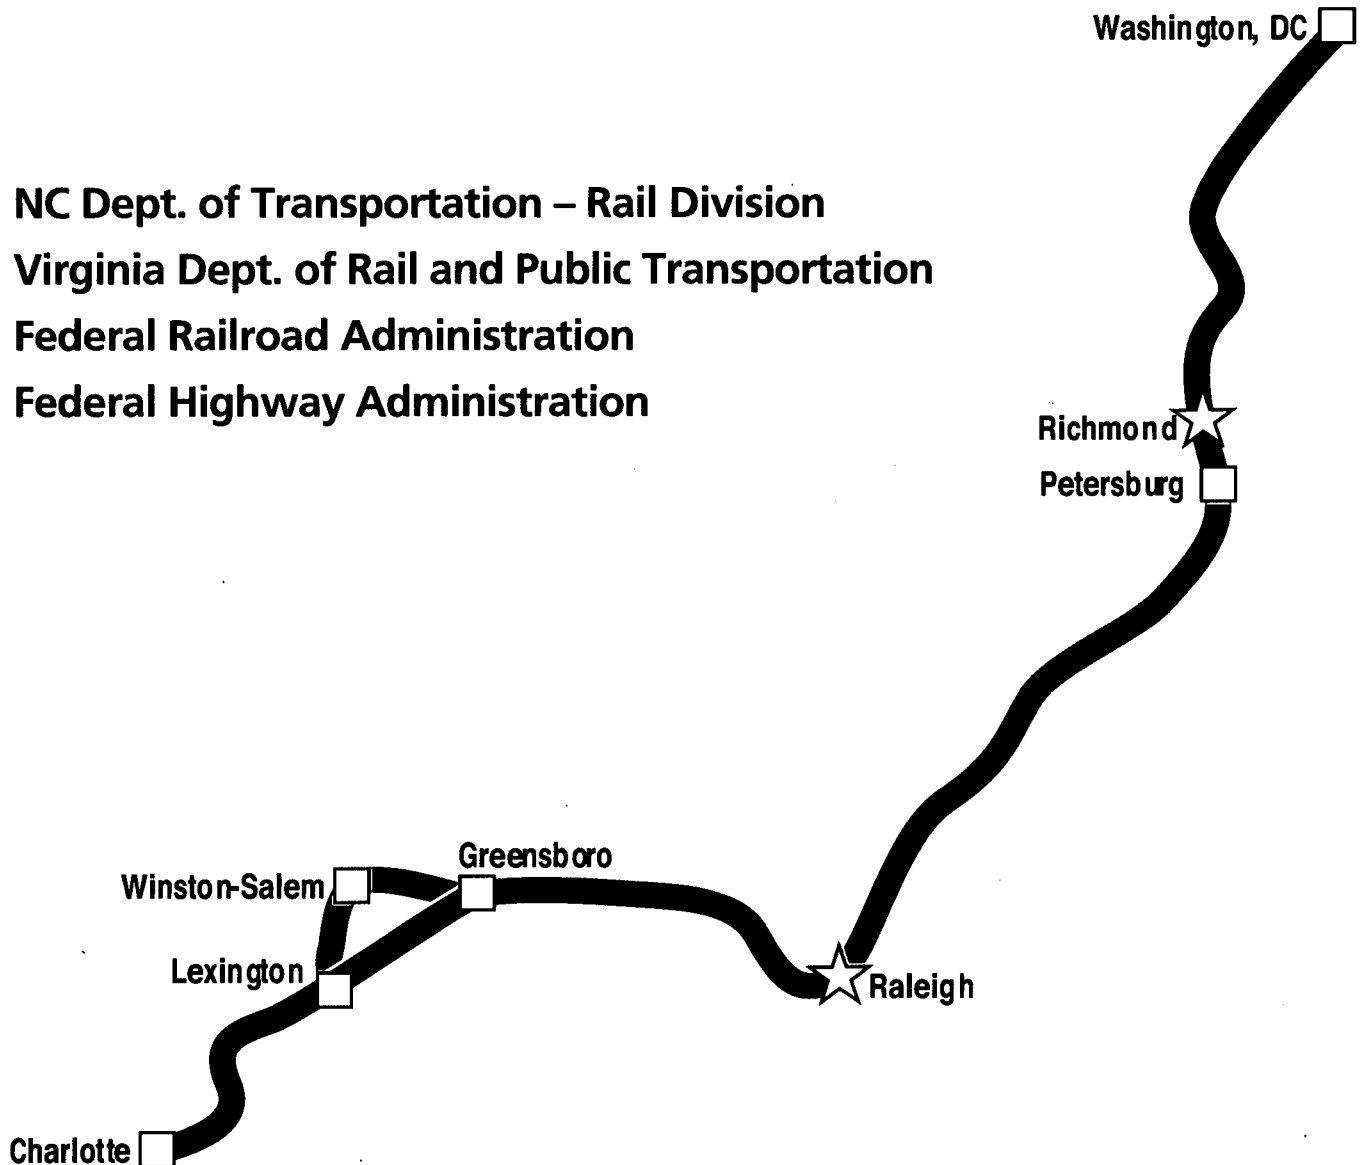 Washington, DC
NC Dept. of Transportation – Rail Division
Virginia Dept. of Rail and Public Transportation
Federal Railroad Administration
Federal Highway Administration
Richmond
Petersburg
Greensboro
Winston-Salem
Lexington
Raleigh
Charlotte